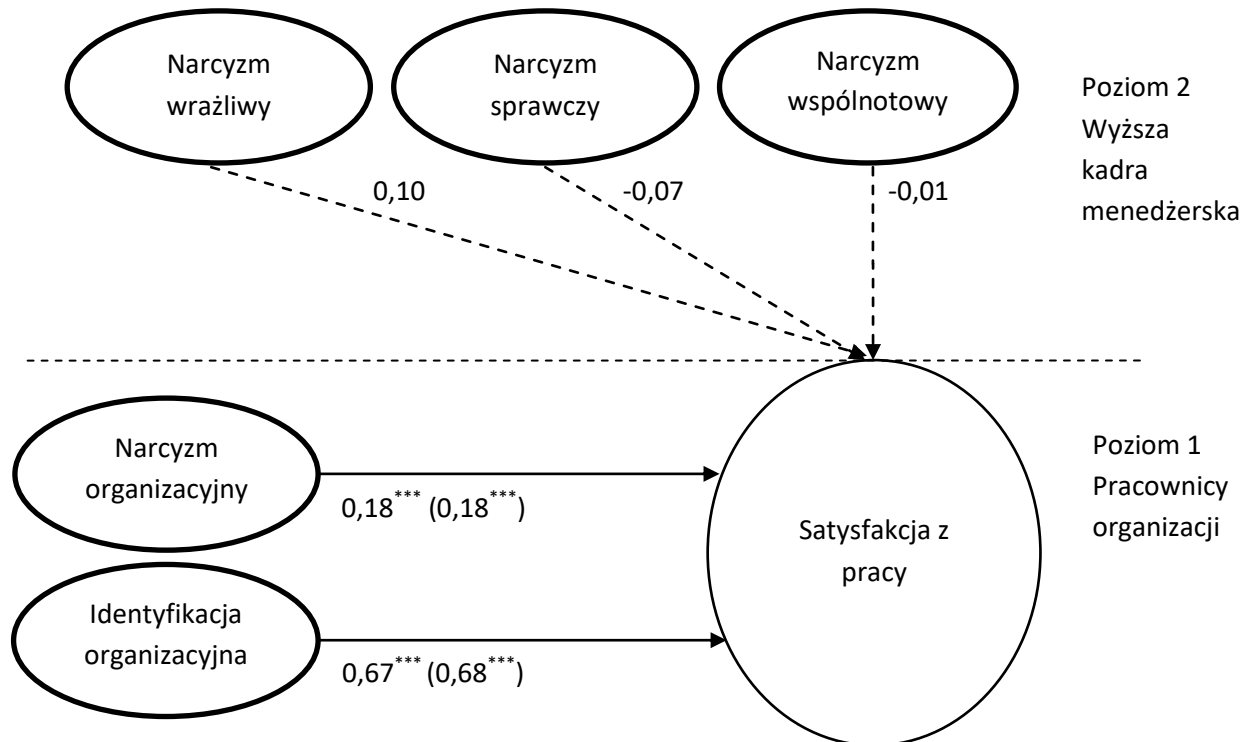 Narcyzm
wrażliwy
Narcyzm
sprawczy
Narcyzm
wspólnotowy
Poziom 2
Wyższa
kadra
menedżerska
0,10
-0,07
-0,01
Narcyzm
organizacyjny
0,18*** (0,18***)
Identyfikacja
organizacyjna
0,67*** (0,68***)
Satysfakcja z
pracy
Poziom 1
Pracownicy
organizacji